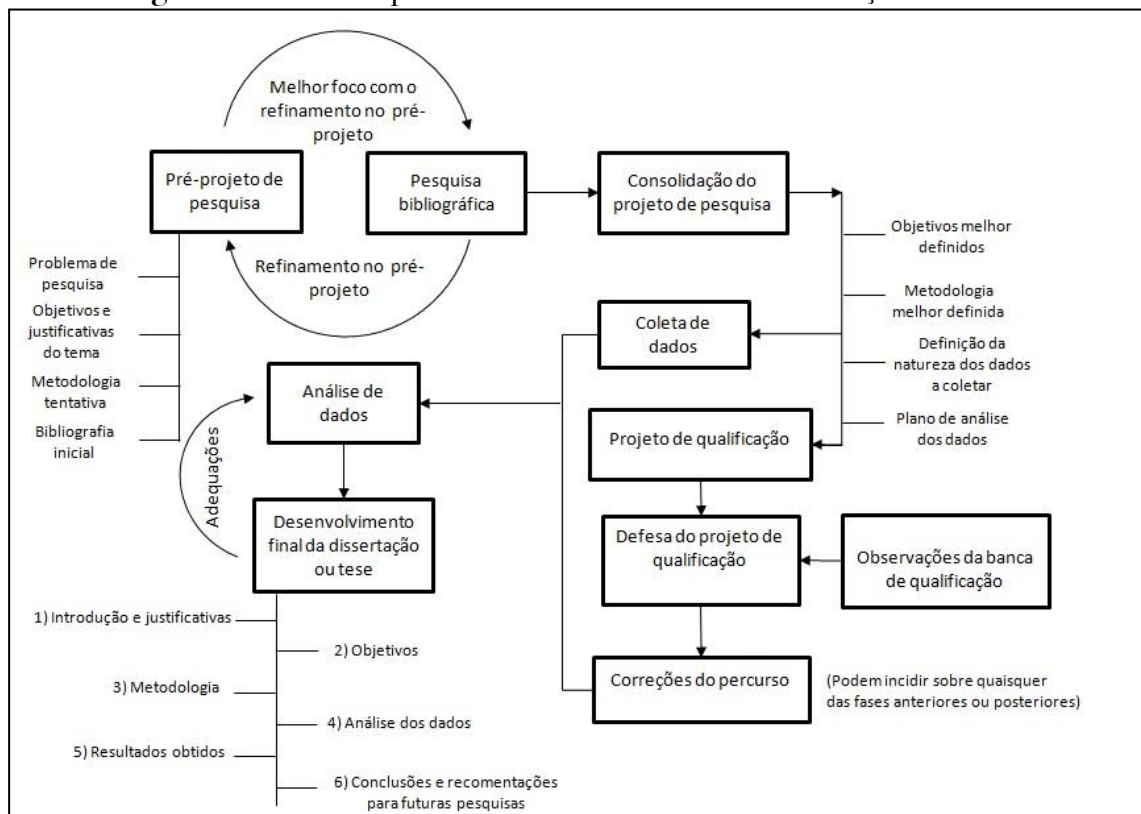 Melhor foco com o
refinamento no pré-
projeto
Pré-projeto de
pesquisa
Pesquisa
bibliográfica
Consolidação do
projeto de pesquisa
Refinamento no pré-
projeto
Problema de
pesquisa
Objetivos e
justificativas
do tema
Metodologia
tentativa
Bibliografia
inicial
Objetivos melhor
definidos
Metodologia
melhor definida
Definição da
natureza dos dados
a coletar
Plano de análise
dos dados
Coleta de
dados
Análise de
dados
Projeto de qualificação
Adequações
Desenvolvimento
final da dissertação
ou tese
Defesa do projeto de
qualificação
Observações da banca
de qualificação
Correções do percurso
(Podem incidir sobre quaisquer
das fases anteriores ou posteriores)
1) Introdução e justificativas
2) Objetivos
3) Metodologia
4) Análise dos dados
5) Resultados obtidos
6) Conclusões e recomentações
para futuras pesquisas